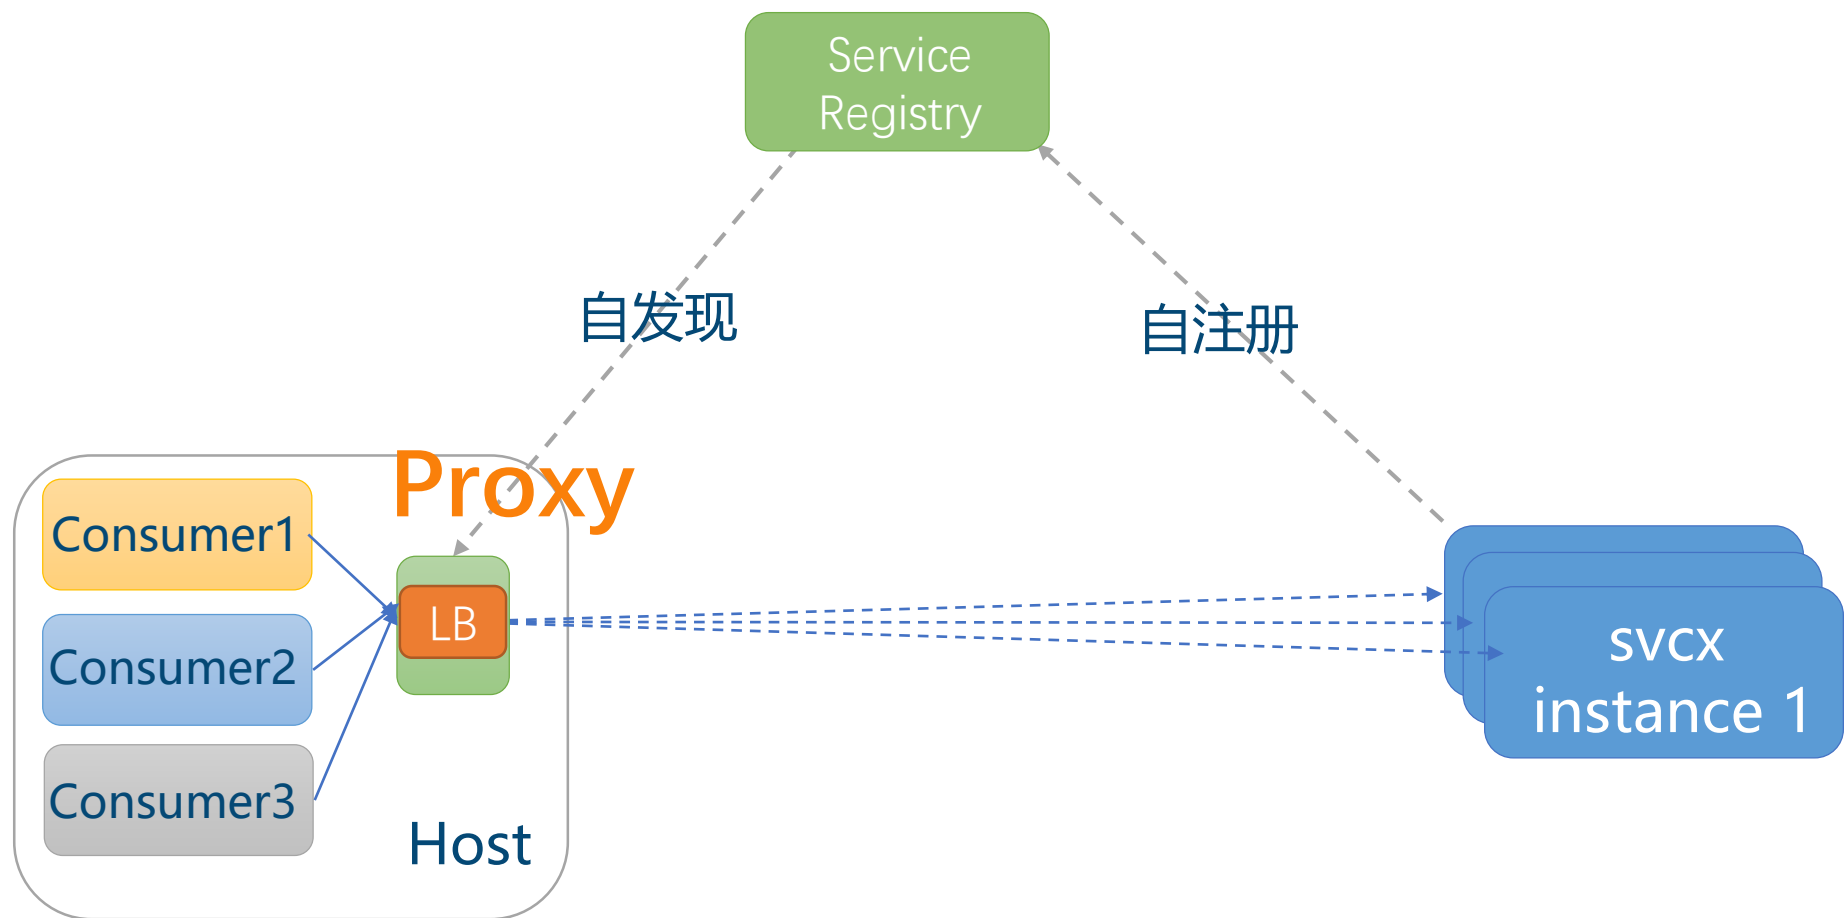 Service
Registry
自发现
自注册
Proxy
Consumer1
LB
Consumer2
svcx
instance 1
Consumer3
Host